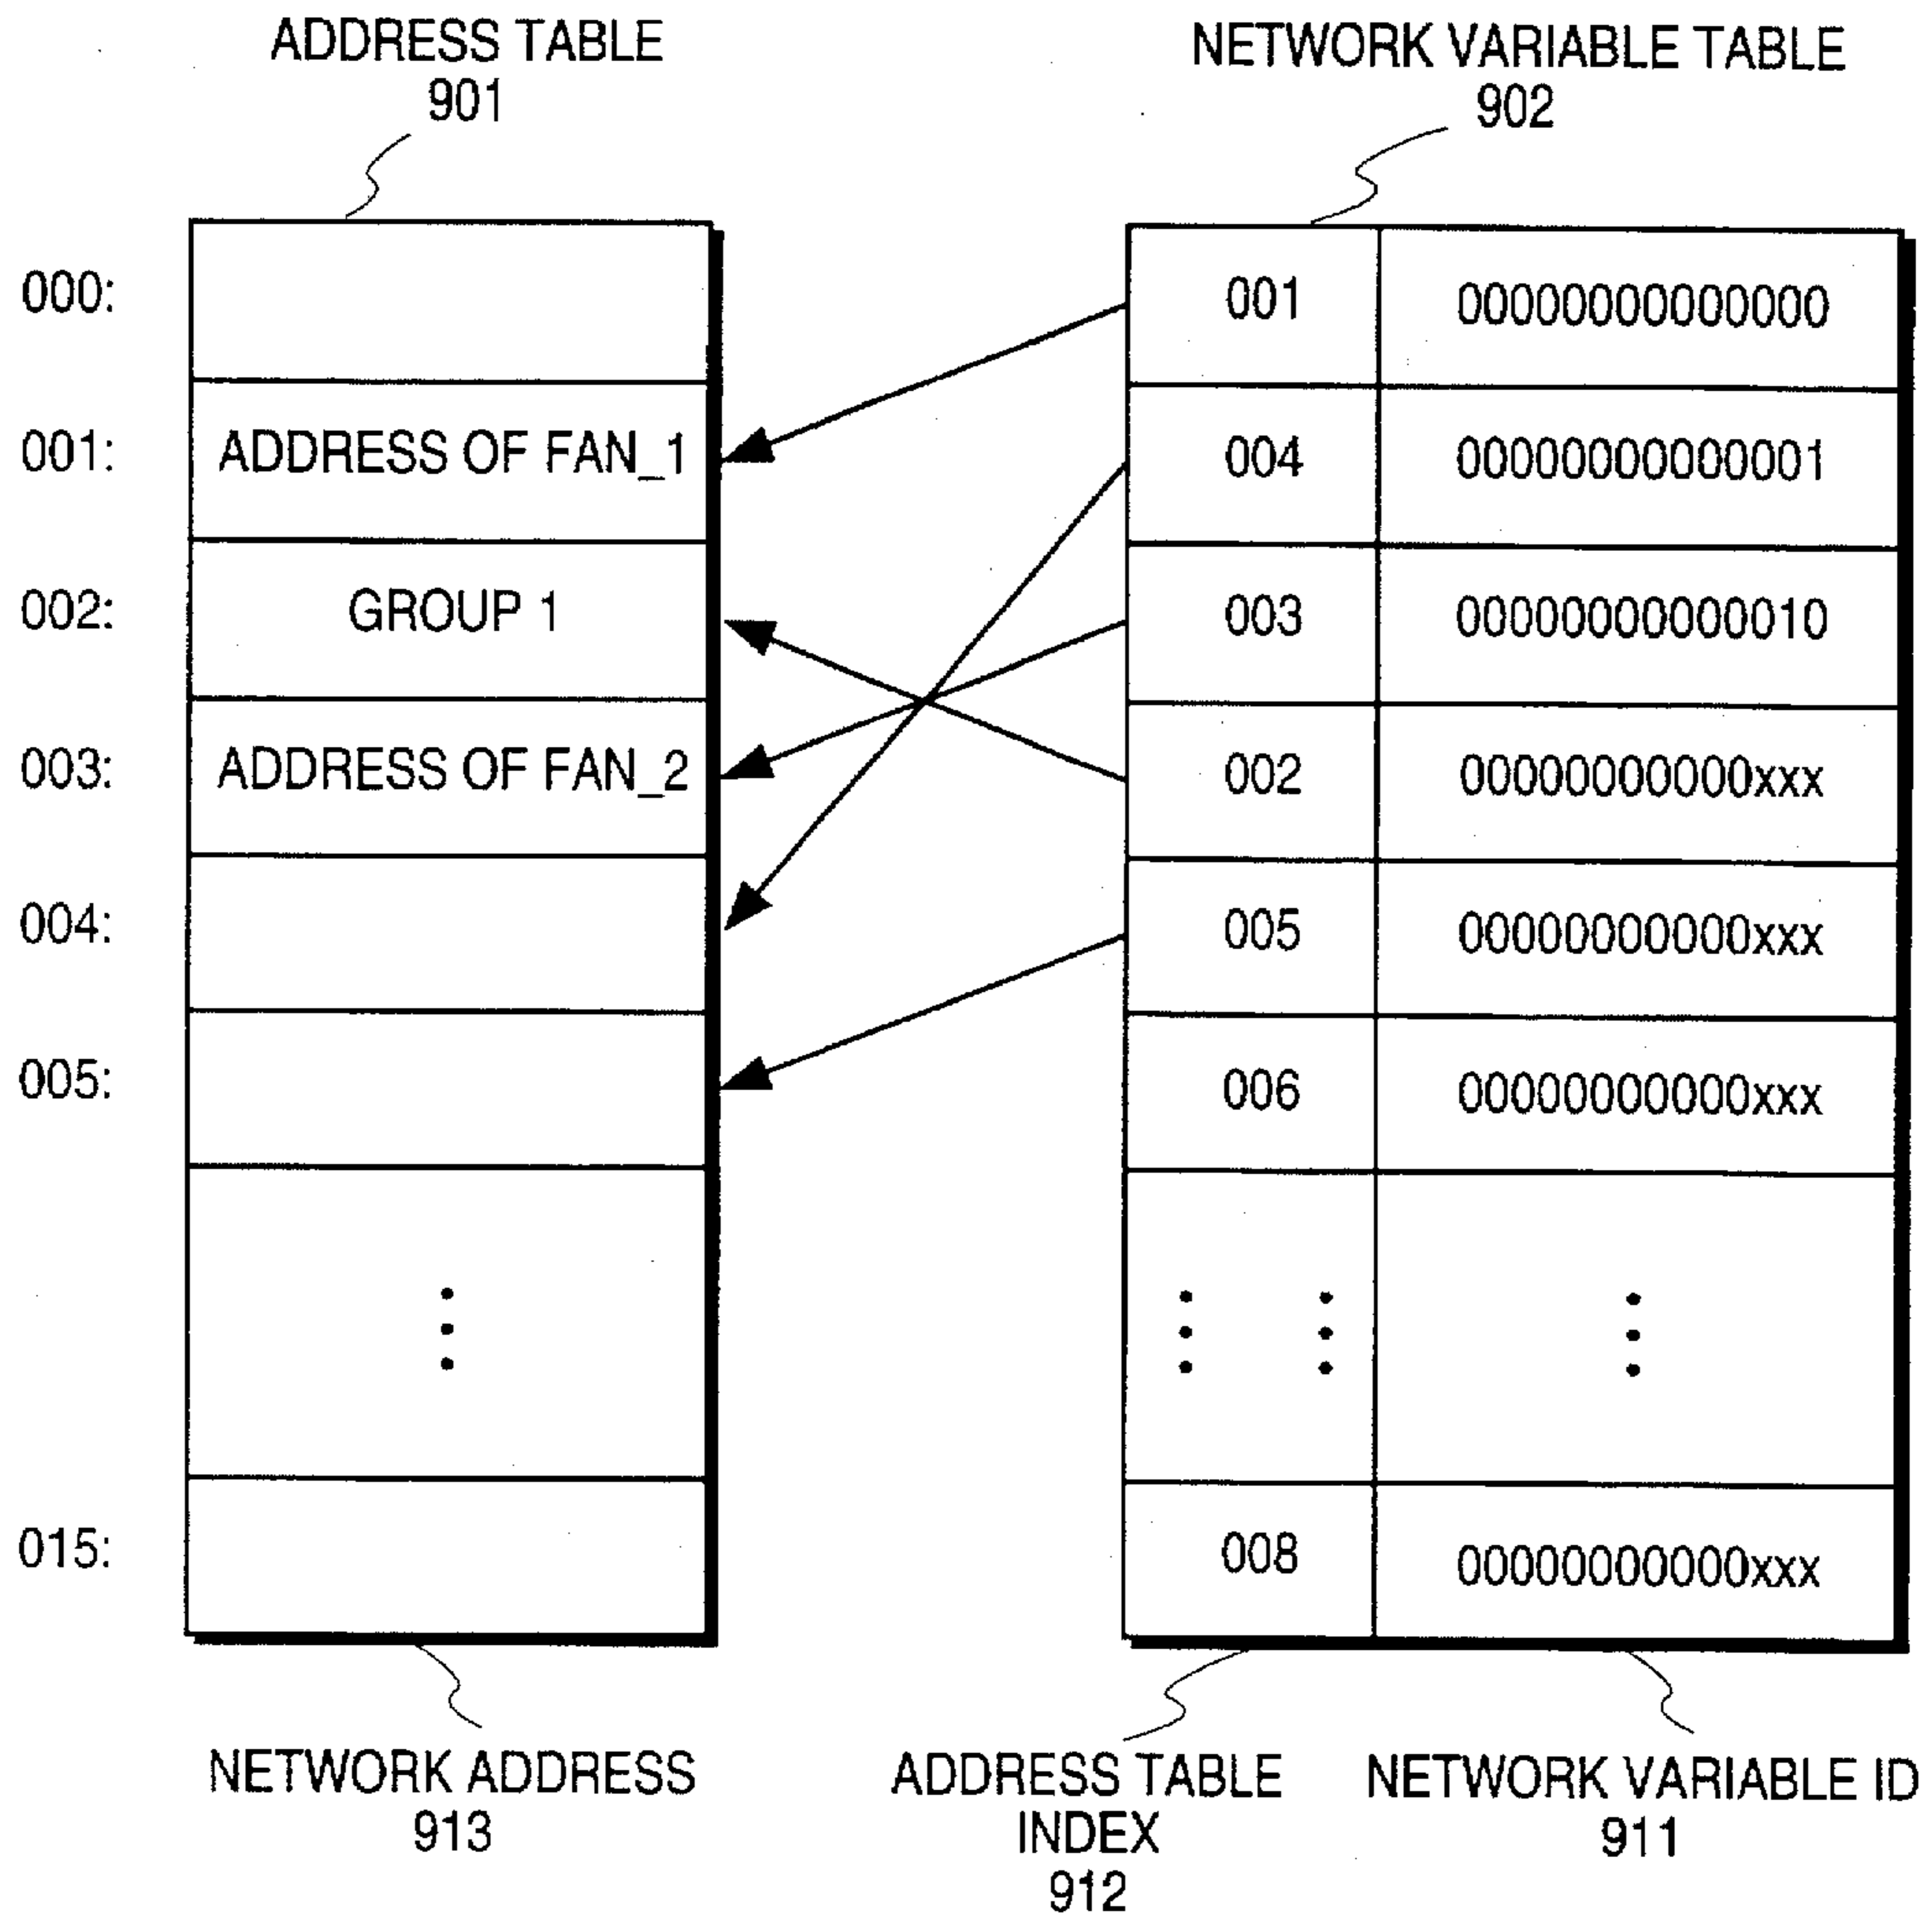 ADDRESS TABLE
901
NETWORK VARIABLE TABLE
902
000:
001 00000000000000
001: ADDRESS OF FAN_1
004 00000000000001
002: GROUP 1
003 00000000000010
003: ADDRESS OF FAN_2
002 00000000000xxx
004:
005 00000000000xxx
005:
006 00000000000xxx
015:
008 00000000000xxx
NETWORK ADDRESS
913
ADDRESS TABLE
INDEX
912
NETWORK VARIABLE ID
911